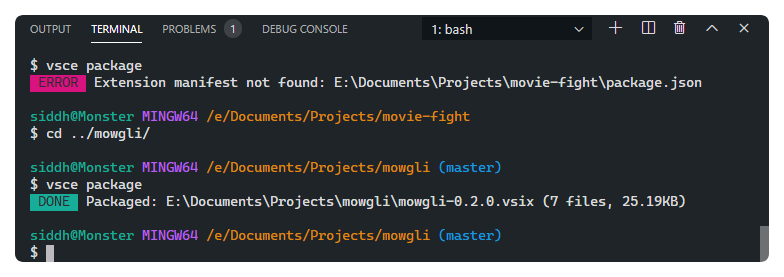 OUTPUT TERMINAL PROBLEMS 1 DEBUG CONSOLE 1: bash
$ vsce package
ERROR Extension manifest not found: E:\Documents\Projects\movie-fight\package.json
siddh@Monster MINGW64 /e/Documents/Projects/movie-fight
$ cd ../mowgli/
siddh@Monster MINGW64 /e/Documents/Projects/mowgli (master)
$ vsce package
DONE Packaged: E:\Documents\Projects\mowgli\mowgli-0.2.0.vsix (7 files, 25.19KB)
siddh@Monster MINGW64 /e/Documents/Projects/mowgli (master)
$